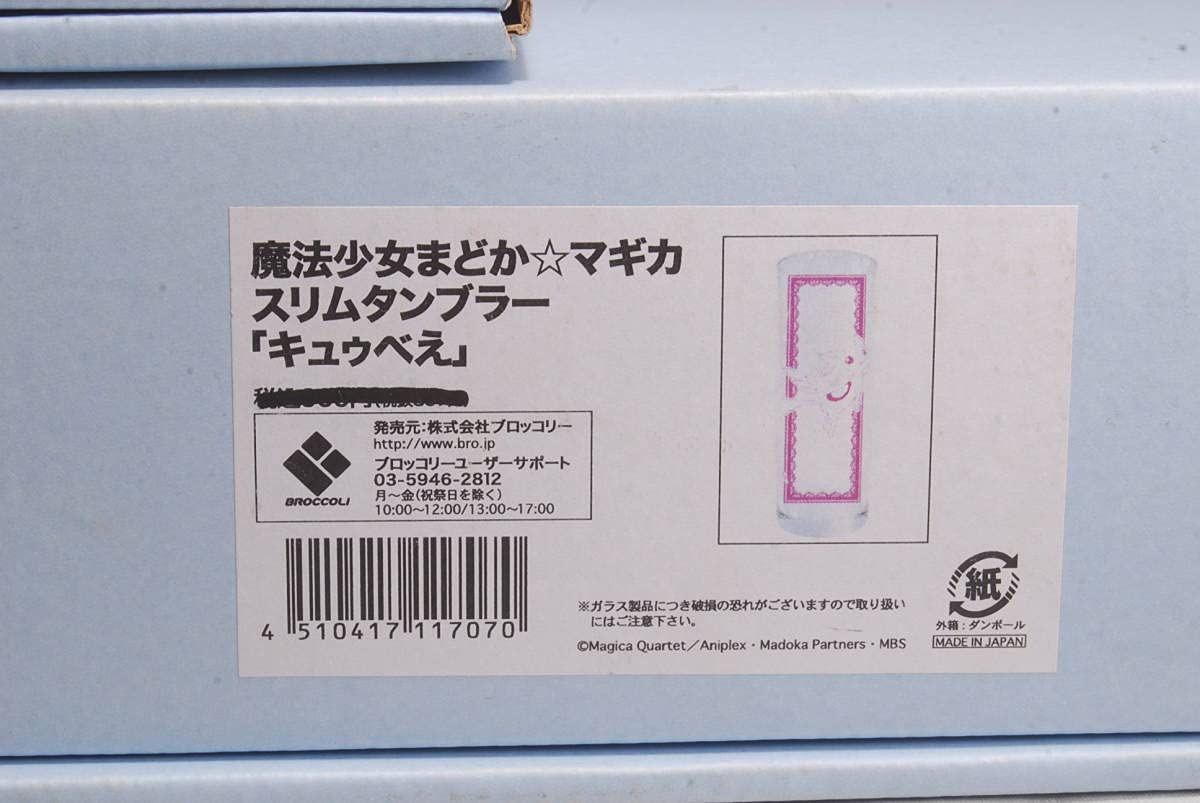 魔法少女まどか☆マギカ
スリムタンブラー
「キュゥべえ」
発売元:株式会社ブロッコリー
http://www.bro.jp
ブロッコリーユーザーサポート
03-5946-2812
月～金(祝祭日を除く)
10:00～12:00/13:00～17:00
BROCCOLI
4 510417 117070
※ガラス製品につき破損の恐れがございますので取り扱い
にはご注意下さい。
©Magica Quartet／Aniplex・Madoka Partners・MBS
紙
外箱:ダンボール
MADE IN JAPAN